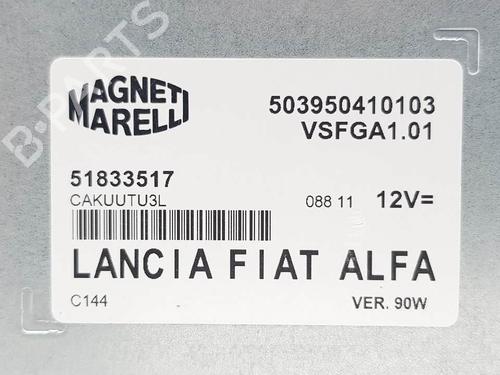 MAGNETI
MARELLI
503950410103
VSFGA1.01
51833517
CAKUUTU3L
088 11
12V=
LANCIA FIAT ALFA
C144
VER. 90W
B-PARTS